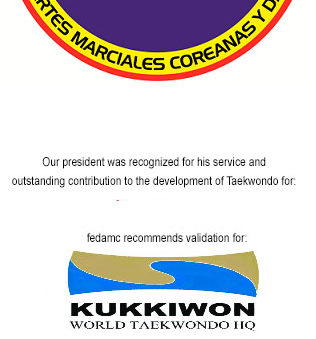 ARTES MARCIALES COREANAS Y D
Our president was recognized for his service and
outstanding contribution to the development of Taekwondo for:
fedamc recommends validation for:
KUKKIWON
WORLD TAEKWONDO HQ